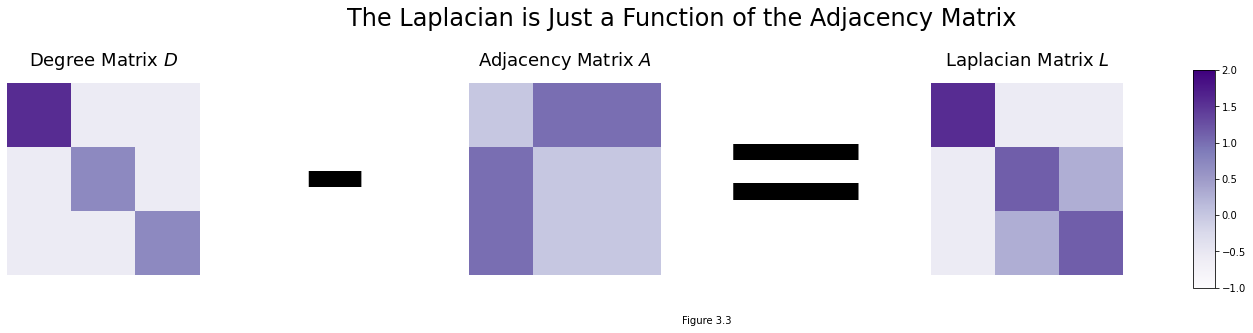 The Laplacian is Just a Function of the Adjacency Matrix
Degree Matrix D
Adjacency Matrix A
Laplacian Matrix L
2.0
1.5
1.0
0.5
0.0
−0.5
−1.0
Figure 3.3